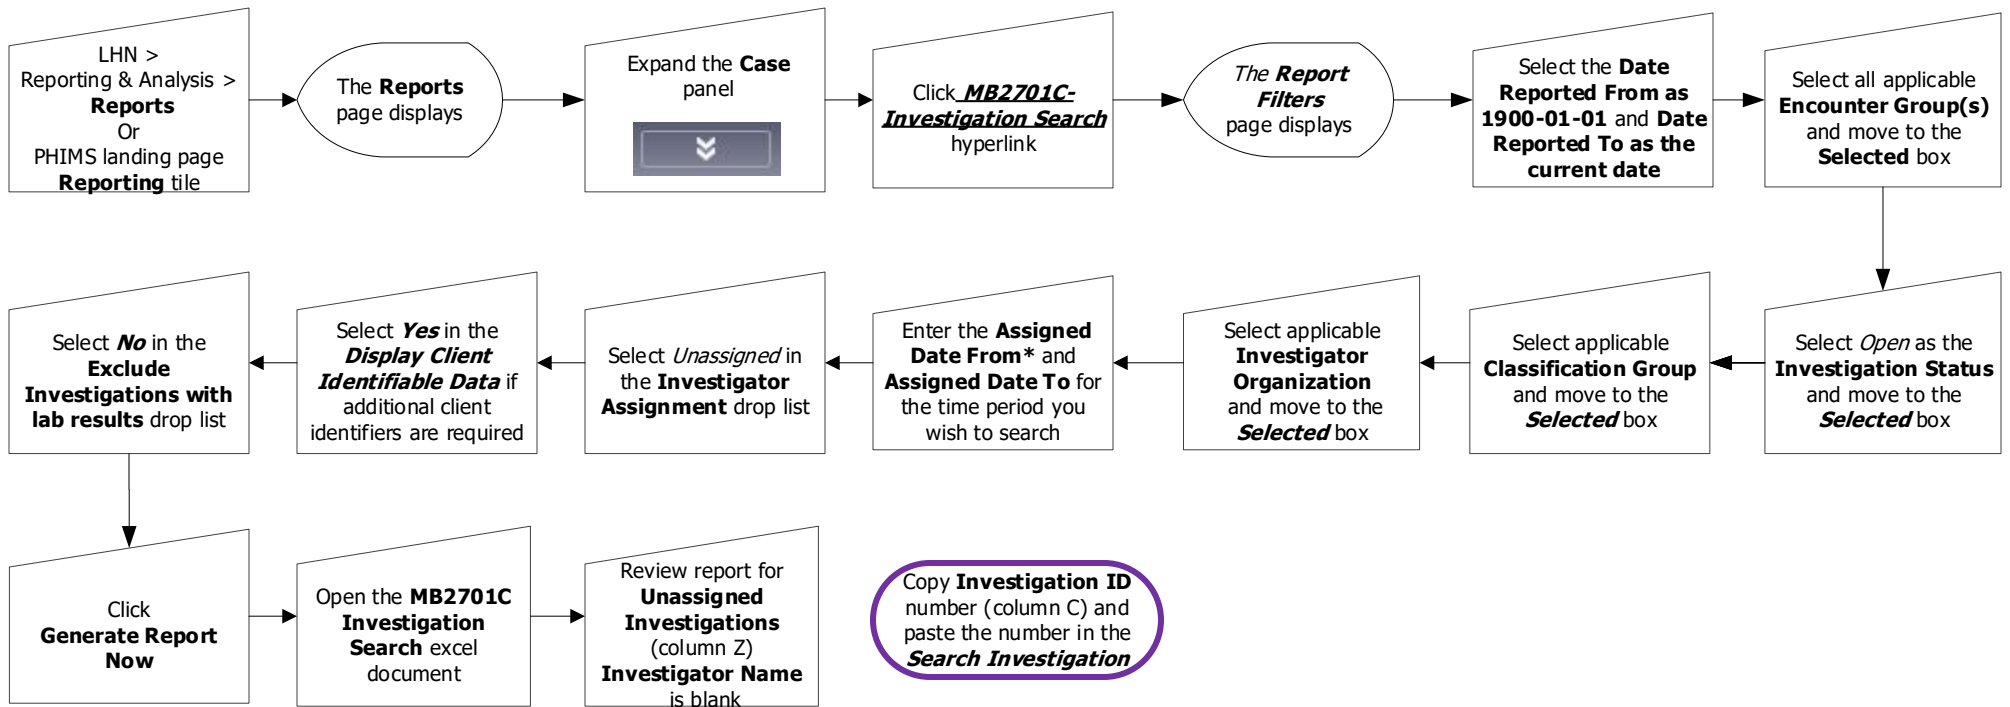 LHN >
Reporting & Analysis >
Reports
Or
PHIMS landing page
Reporting tile
The Reports
page displays
Expand the Case
panel
Click MB2701C-
Investigation Search
hyperlink
The Report
Filters
page displays
Select the Date
Reported From as
1900-01-01 and Date
Reported To as the
current date
Select all applicable
Encounter Group(s)
and move to the
Selected box
Select Open as the
Investigation Status
and move to the
Selected box
Select applicable
Classification Group
and move to the
Selected box
Select applicable
Investigator
Organization
and move to the
Selected box
Enter the Assigned
Date From* and
Assigned Date To for
the time period you
wish to search
Select Unassigned in
the Investigator
Assignment drop list
Select Yes in the
Display Client
Identifiable Data if
additional client
identifiers are required
Select No in the
Exclude
Investigations with
lab results drop list
Click
Generate Report
Now
Open the MB2701C
Investigation
Search excel
document
Review report for
Unassigned
Investigations
(column Z)
Investigator Name
is blank
Copy Investigation ID
number (column C) and
paste the number in the
Search Investigation